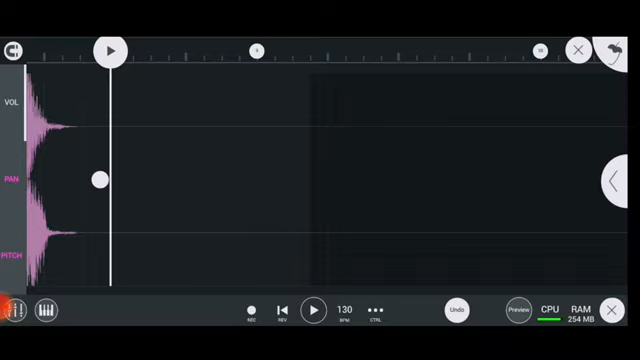 VOL
PAN
PITCH
REC
REV
130
BPM
CTRL
Undo
Preview
CPU
RAM
254 MB